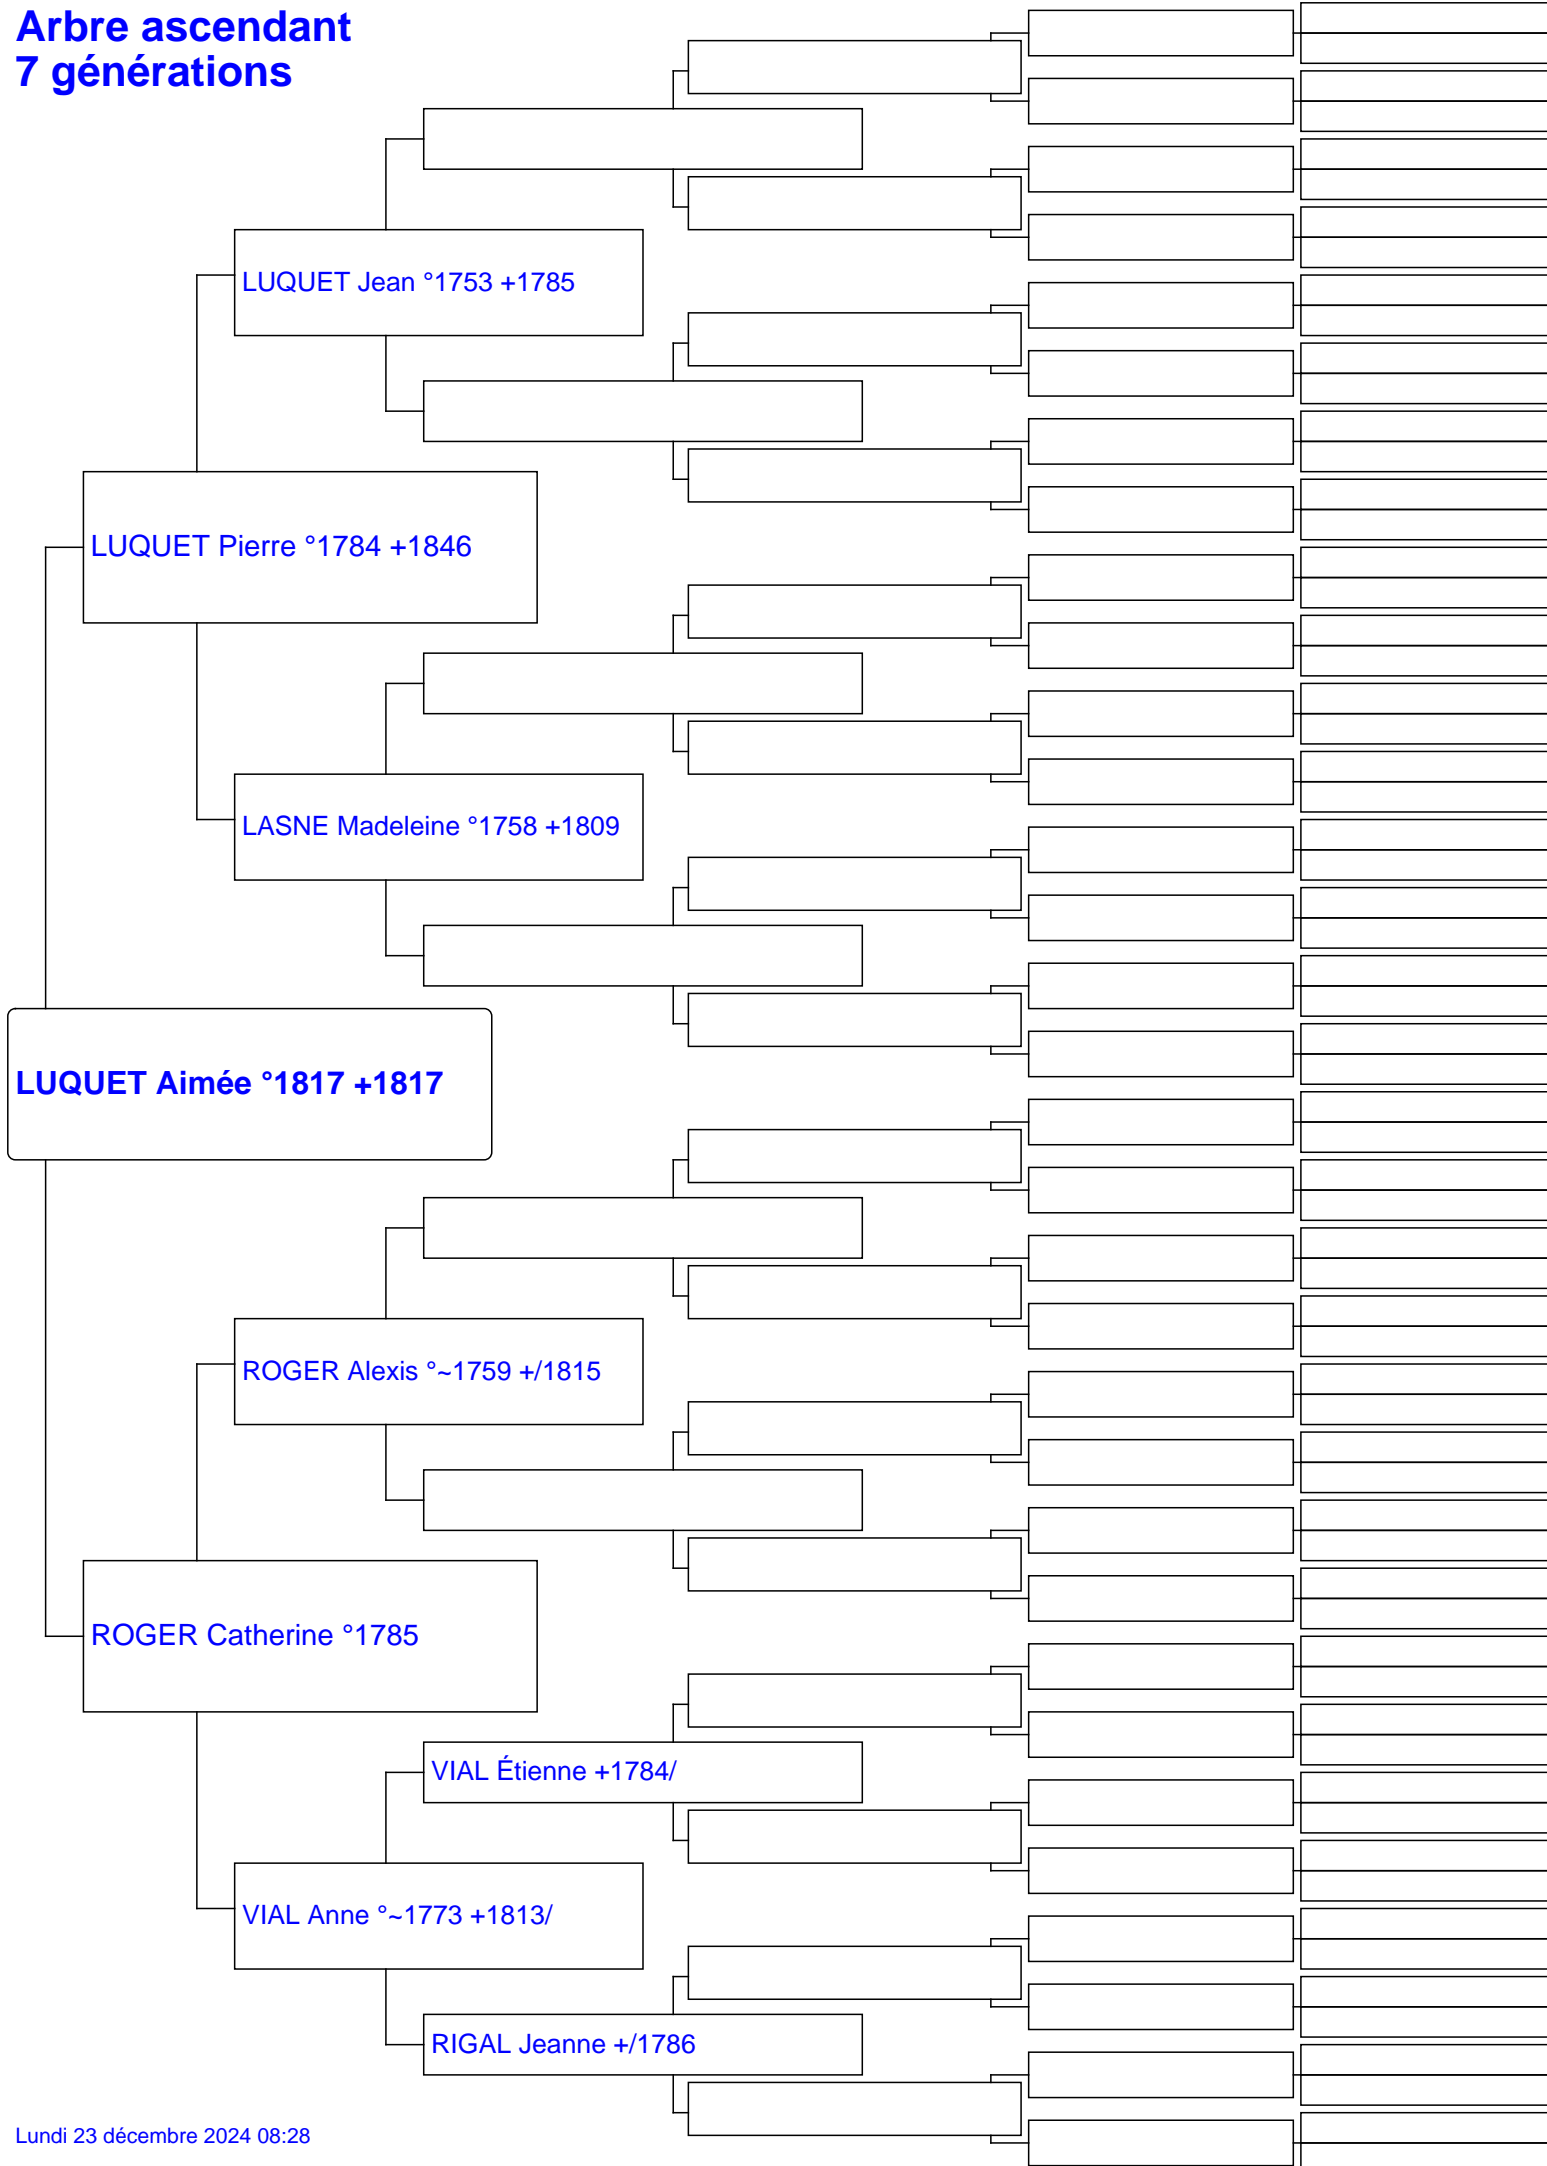 Arbre ascendant
7 générations
LUQUET Jean °1753 +1785
LUQUET Pierre °1784 +1846
LASNE Madeleine °1758 +1809
LUQUET Aimée °1817 +1817
ROGER Alexis °~1759 +/1815
ROGER Catherine °1785
VIAL Étienne +1784/
VIAL Anne °~1773 +1813/
RIGAL Jeanne +/1786
Lundi 23 décembre 2024 08:28